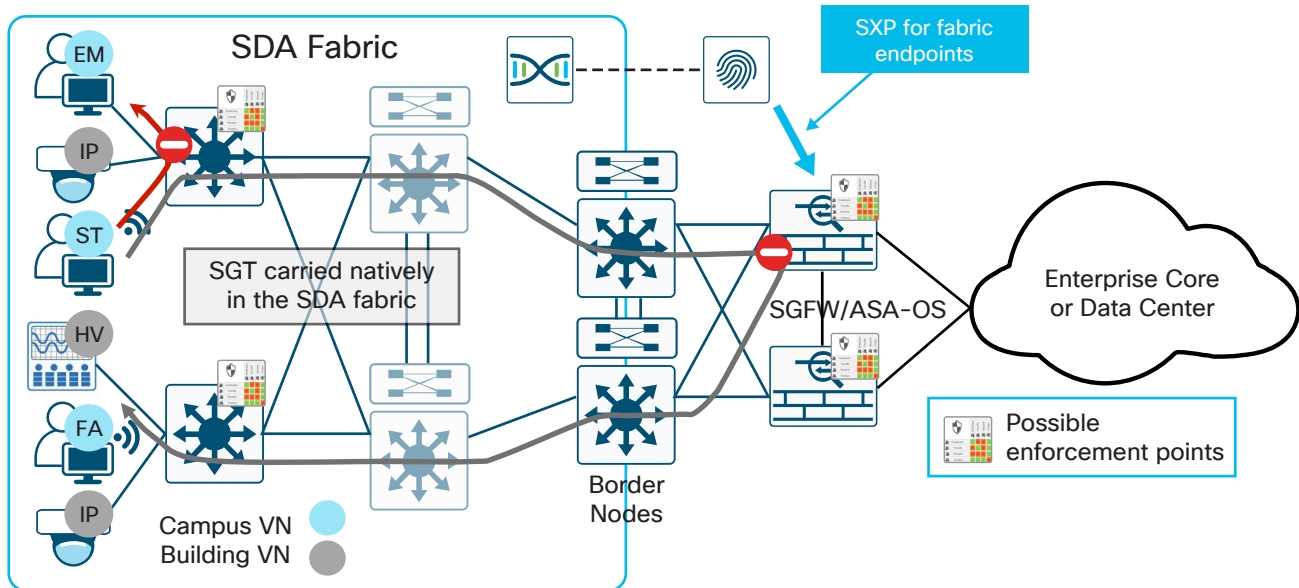 SDA Fabric
SXP for fabric
endpoints
EM
IP
ST
SGT carried natively
in the SDA fabric
HV
FA
IP
SGFW/ASA-OS
Enterprise Core
or Data Center
Border
Nodes
Campus VN
Building VN
Possible
enforcement points